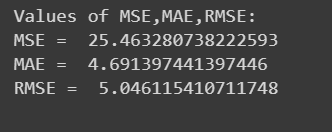 Values of MSE,MAE,RMSE:
MSE =  25.463280738222593
MAE =  4.691397441397446
RMSE =  5.046115410711748